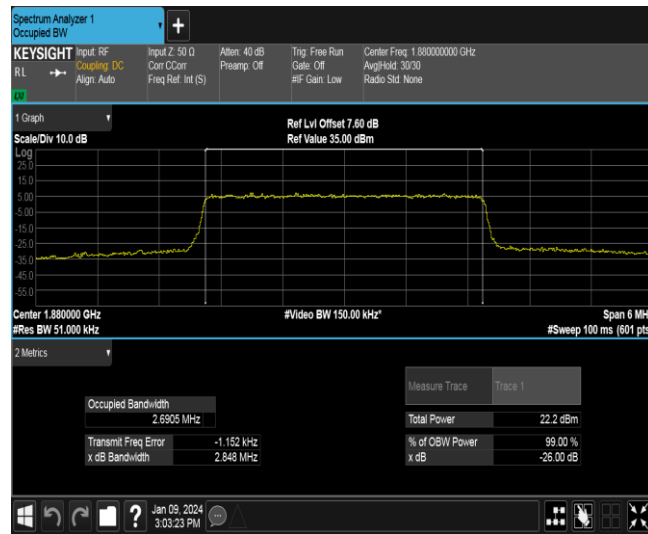 Spectrum Analyzer 1
Occupied BW
KEYSIGHT Input: RF Input Z: 50 Ω Atten: 40 dB Trig: Free Run Center Freq: 1.880000000 GHz
RL Coupling: DC Corr CCorr Preamp: Off Gate: Off Avg|Hold: 30/30
Align: Auto Freq Ref: Int (S) #IF Gain: Low Radio Std: None
1 Graph
Ref Lvl Offset 7.60 dB
Scale/Div 10.0 dB Ref Value 35.00 dBm
Log
25.0
15.0
5.00
-5.00
-15.0
-25.0
-35.0
-45.0
-55.0
Center 1.880000 GHz #Video BW 150.00 kHz* Span 6 MH
#Res BW 51.000 kHz #Sweep 100 ms (601 pts
2 Metrics
Measure Trace Trace 1
Occupied Bandwidth
2.6905 MHz Total Power 22.2 dBm
Transmit Freq Error -1.152 kHz % of OBW Power 99.00 %
x dB Bandwidth 2.848 MHz x dB -26.00 dB
? Jan 09, 2024
3:03:23 PM